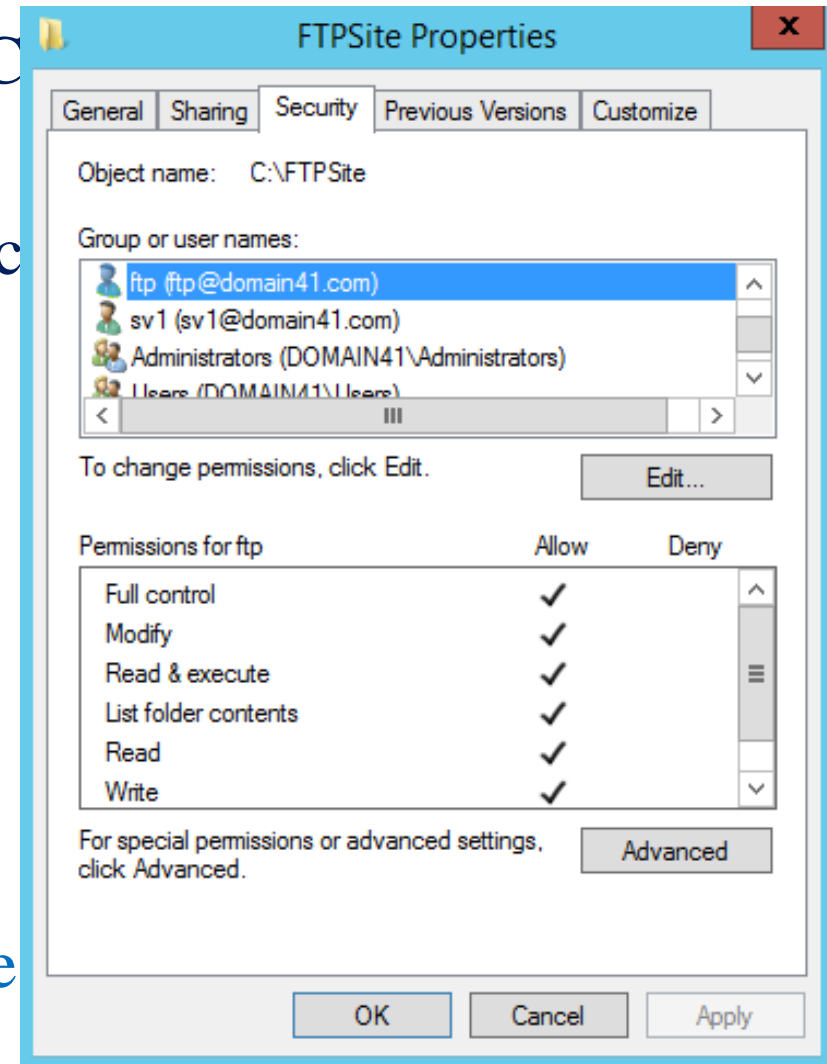 C
FTPSite Properties
x
General Sharing Security Previous Versions Customize
Object name: C:\FTPSite
c
Group or user names:
ftp (ftp@domain41.com)
sv1 (sv1@domain41.com)
Administrators (DOMAIN41\Administrators)
Users (DOMAIN41\Users)
To change permissions, click Edit.
Edit...
Permissions for ftp Allow Deny
Full control
Modify
Read & execute
List folder contents
Read
Write
For special permissions or advanced settings,
click Advanced.
Advanced
e
OK Cancel Apply